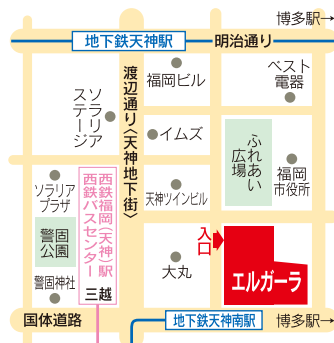 博多駅→
地下鉄天神駅
明治通り
福岡ビル
ベスト
電器
渡辺通り〈天神地下街〉
ソラリア
ステージ
イムズ
ふれあい
広場
福岡
市役所
ソラリア
プラザ
西鉄福岡(天神)駅
西鉄バスセンター
天神ツインビル
入口
警固
公園
大丸
エルガーラ
警固神社
三越
国体道路
地下鉄天神南駅
博多駅→